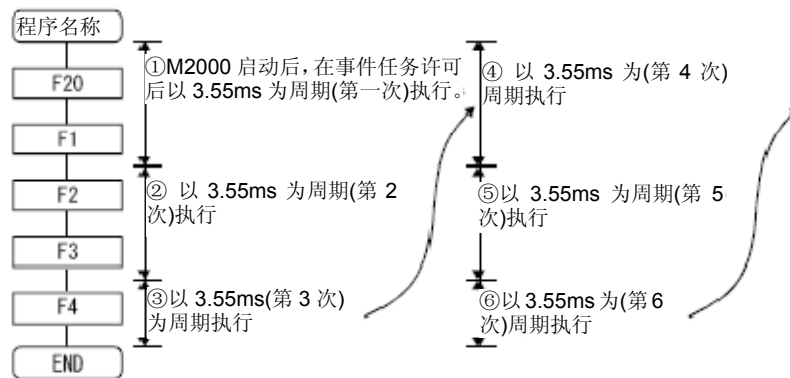 程序名称
F20
F1
F2
F3
F4
END
①M2000 启动后，在事件任务许可
后以 3.55ms 为周期(第一次)执行。
② 以 3.55ms 为周期(第 2
次)执行
③以 3.55ms(第 3 次)
为周期执行
④ 以 3.55ms 为(第 4 次)
周期执行
⑤以 3.55ms 为周期(第 5
次)执行
⑥以 3.55ms 为(第 6
次)周期执行